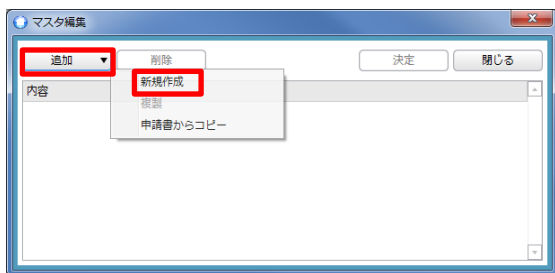 マスタ編集
追加 ▼ 削除 決定 閉じる
内容
新規作成
複製
申請書からコピー